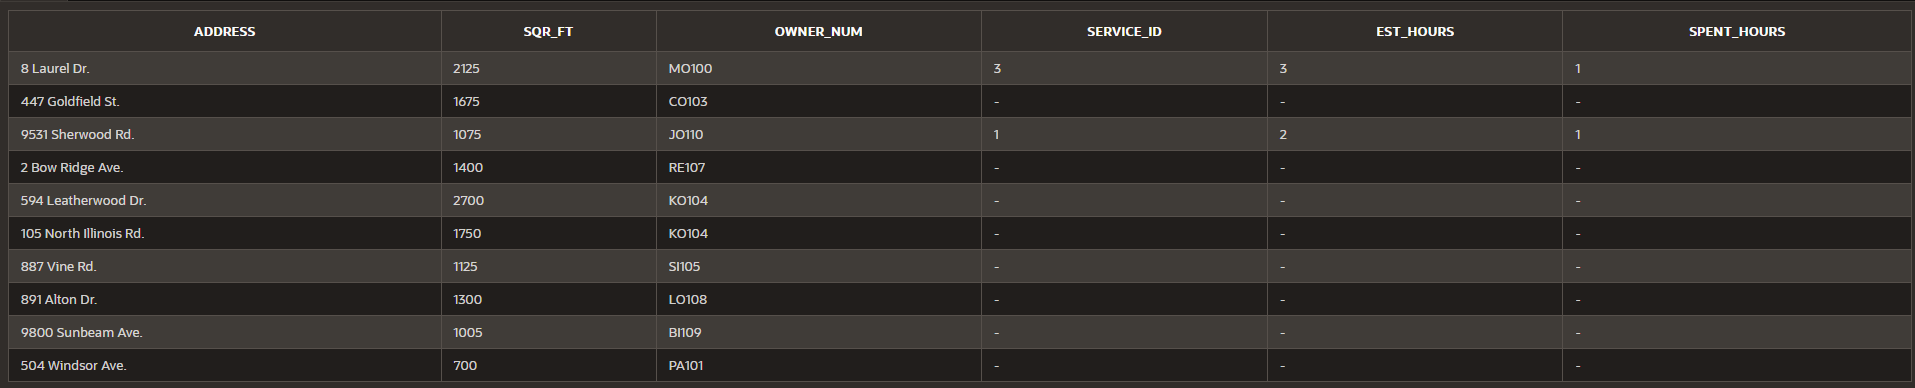 ADDRESS SQR_FT OWNER_NUM SERVICE_ID EST_HOURS SPENT_HOURS
8 Laurel Dr. 2125 MO100 3 3 1
447 Goldfield St. 1675 CO103 - - -
9531 Sherwood Rd. 1075 JO110 1 2 1
2 Bow Ridge Ave. 1400 RE107 - - -
594 Leatherwood Dr. 2700 KO104 - - -
105 North Illinois Rd. 1750 KO104 - - -
887 Vine Rd. 1125 SI105 - - -
891 Alton Dr. 1300 LO108 - - -
9800 Sunbeam Ave. 1005 BI109 - - -
504 Windsor Ave. 700 PA101 - - -